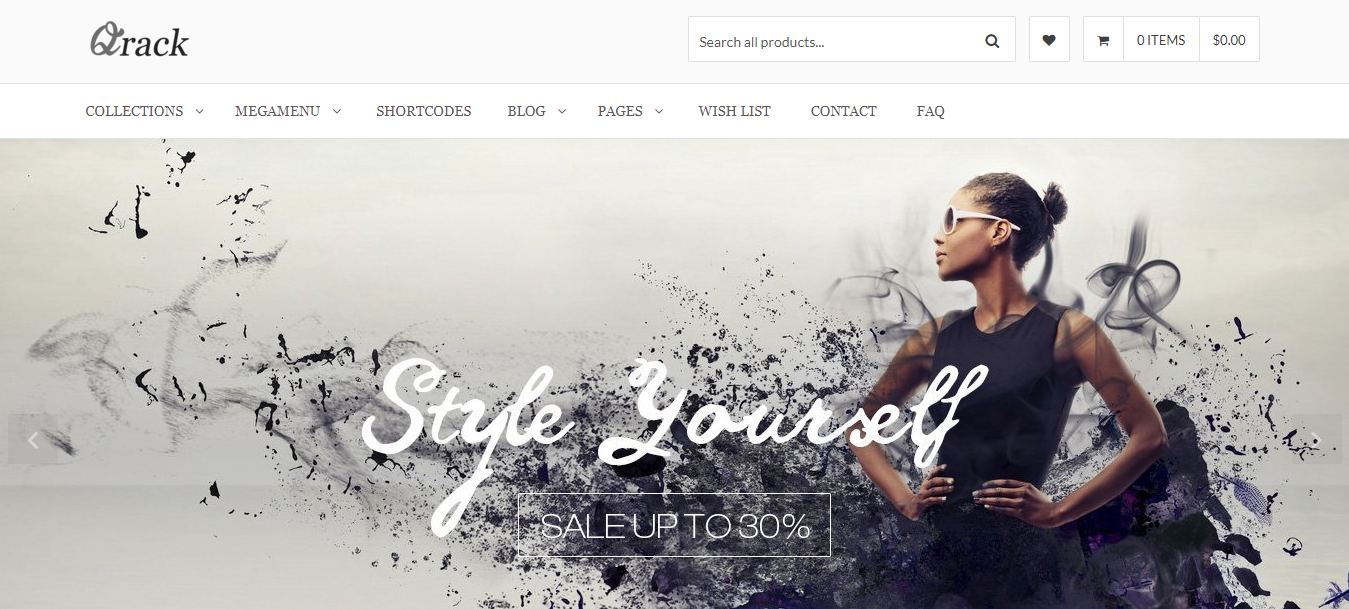 Qrack
Search all products...
0 ITEMS
$0.00
COLLECTIONS MEGAMENU SHORTCODES BLOG PAGES WISH LIST CONTACT FAQ
Style Yourself
SALE UP TO 30%